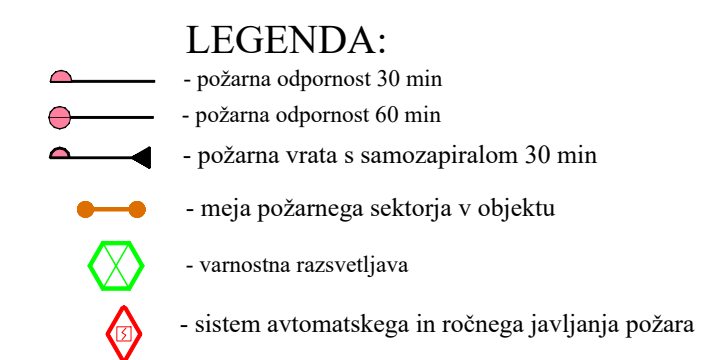 LEGENDA:
- požarna odpornost 30 min
- požarna odpornost 60 min
- požarna vrata s samozapiralom 30 min
- meja požarnega sektorja v objektu
- varnostna razsvetljava
- sistem avtomatskega in ročnega javljanja požara